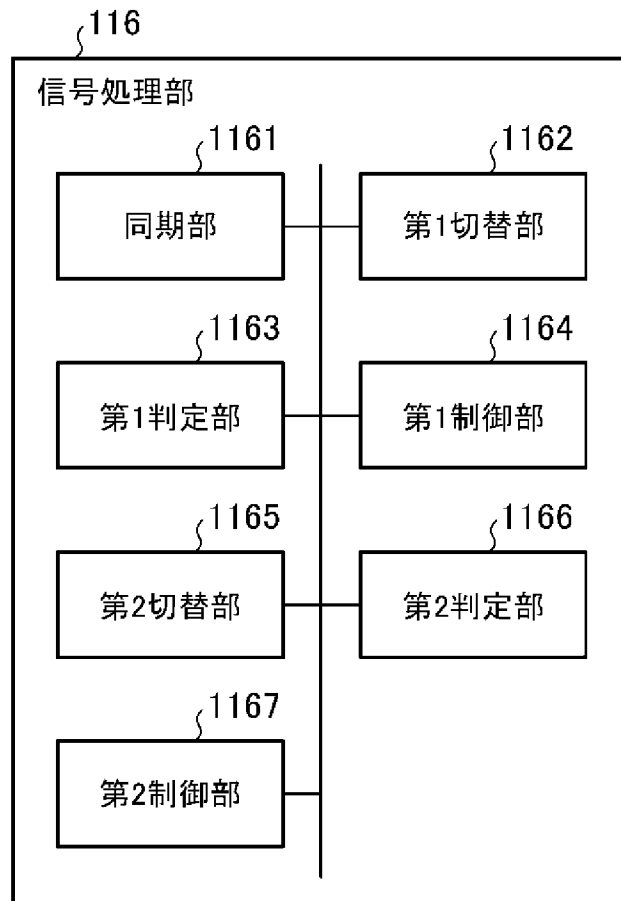 116
信号処理部
1161
同期部
1162
第1切替部
1163
第1判定部
1164
第1制御部
1165
第2切替部
1166
第2判定部
1167
第2制御部